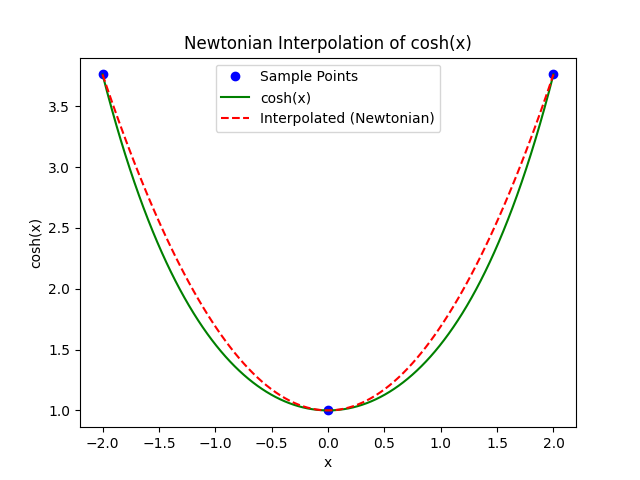 Newtonian Interpolation of cosh(x)
Sample Points
cosh(x)
Interpolated (Newtonian)
cosh(x)
3.5
3.0
2.5
2.0
1.5
1.0
−2.0 −1.5 −1.0 −0.5 0.0 0.5 1.0 1.5 2.0
x